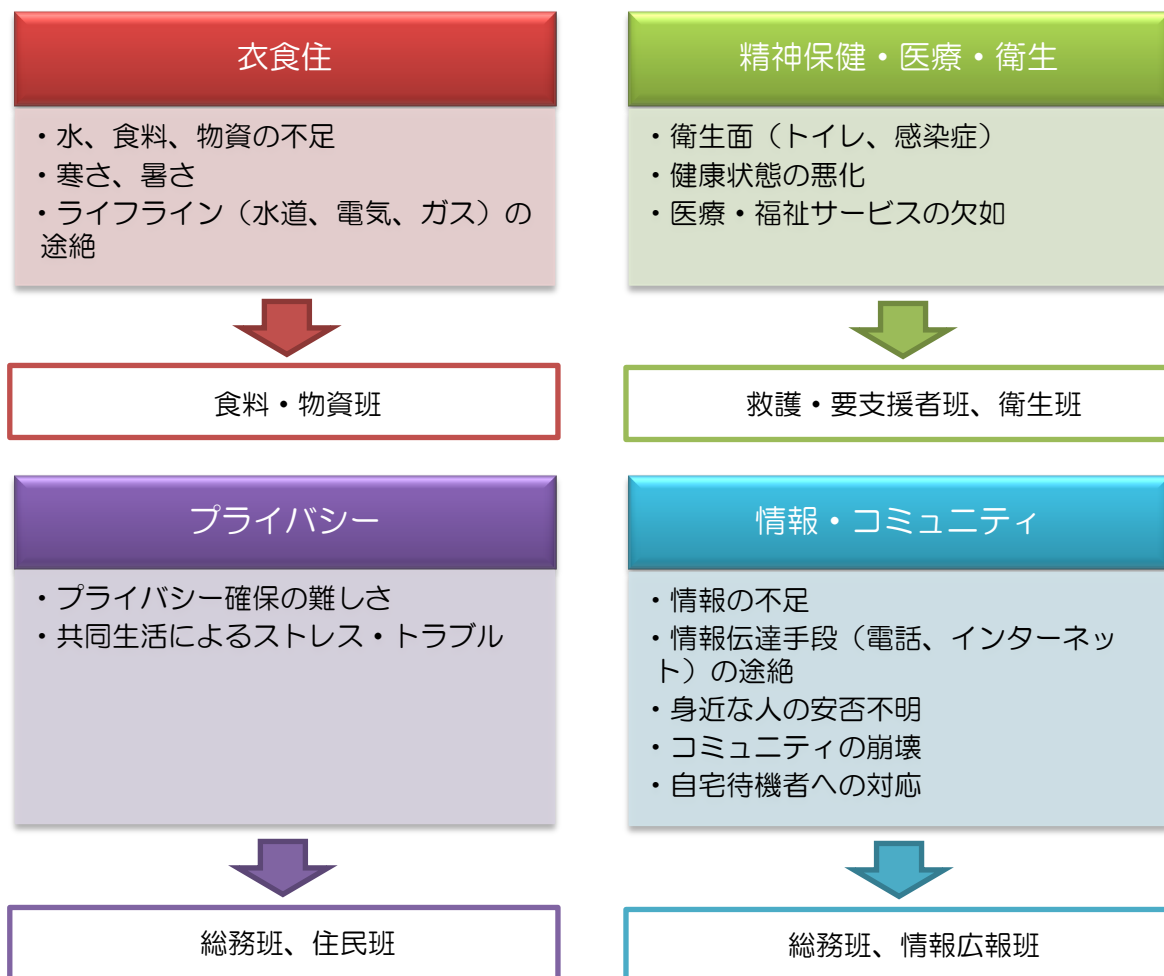 衣食住
・水、食料、物資の不足
・寒さ、暑さ
・ライフライン（水道、電気、ガス）の
途絶
食料・物資班
精神保健・医療・衛生
・衛生面（トイレ、感染症）
・健康状態の悪化
・医療・福祉サービスの欠如
救護・要支援者班、衛生班
プライバシー
・プライバシー確保の難しさ
・共同生活によるストレス・トラブル
総務班、住民班
情報・コミュニティ
・情報の不足
・情報伝達手段（電話、インターネッ
ト）の途絶
・身近な人の安否不明
・コミュニティの崩壊
・自宅待機者への対応
総務班、情報広報班